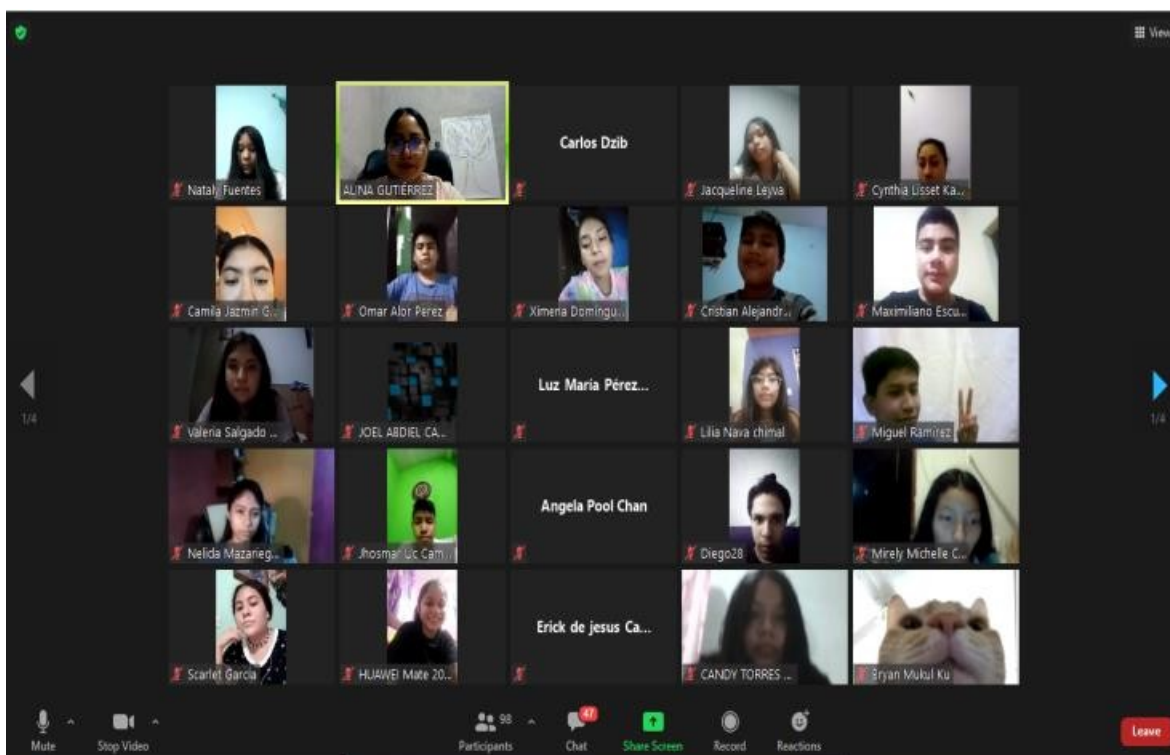 View
Nataly Fuentes
ALINA GUTIÉRREZ
Carlos Dzib
Jacqueline Leyva
Cynthia Lisset Ka...
Camila Jazmin G...
Omar Alor Perez
Ximena Domingu...
Cristian Alejandr...
Maximiliano Escu...
Valeria Salgado ...
JOEL ABDIEL CA...
Luz María Pérez...
Lilia Nava chimal
Miguel Ramírez
1/4
1/4
Nelida Mazarieg...
Jhosmar Uc Cam...
Angela Pool Chan
Diego28
Mirely Michelle C...
Scarlet Garcia
HUAWEI Mate 20...
Erick de jesus Ca...
CANDY TORRES ...
Bryan Mukul Ku
Mute
Stop Video
98
Participants
47
Chat
Share Screen
Record
Reactions
Leave